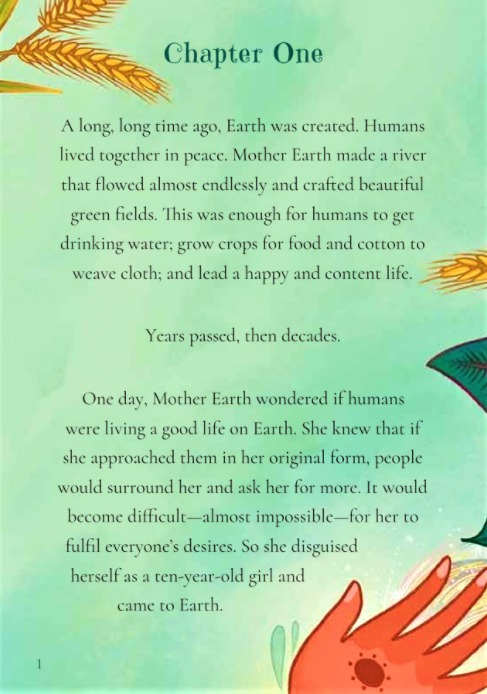 Chapter One
A long, long time ago, Earth was created. Humans
lived together in peace. Mother Earth made a river
that flowed almost endlessly and crafted beautiful
green fields. This was enough for humans to get
drinking water; grow crops for food and cotton to
weave cloth; and lead a happy and content life.
Years passed, then decades.
One day, Mother Earth wondered if humans
were living a good life on Earth. She knew that if
she approached them in her original form, people
would surround her and ask her for more. It would
become difficult—almost impossible—for her to
fulfil everyone's desires. So she disguised
herself as a ten-year-old girl and
came to Earth.
1